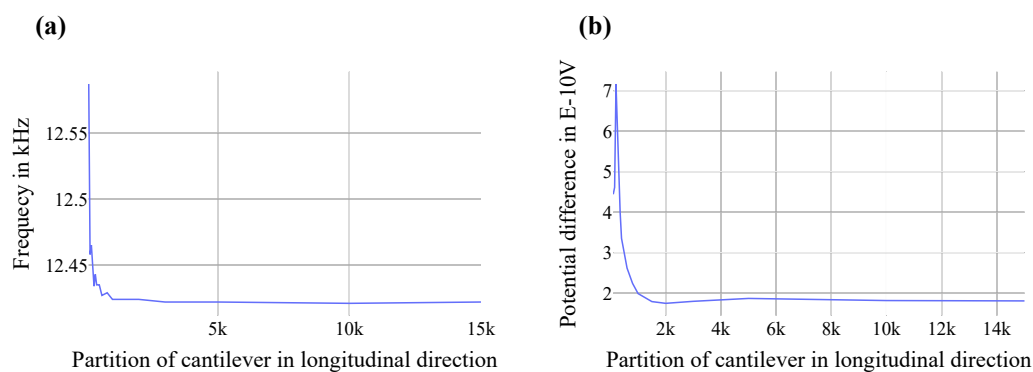 (a)
Frequecy in kHz
12.55
12.5
12.45
5k
10k
15k
Partition of cantilever in longitudinal direction
(b)
Potential difference in E-10V
7
6
5
4
3
2
2k
4k
6k
8k
10k
12k
14k
Partition of cantilever in longitudinal direction